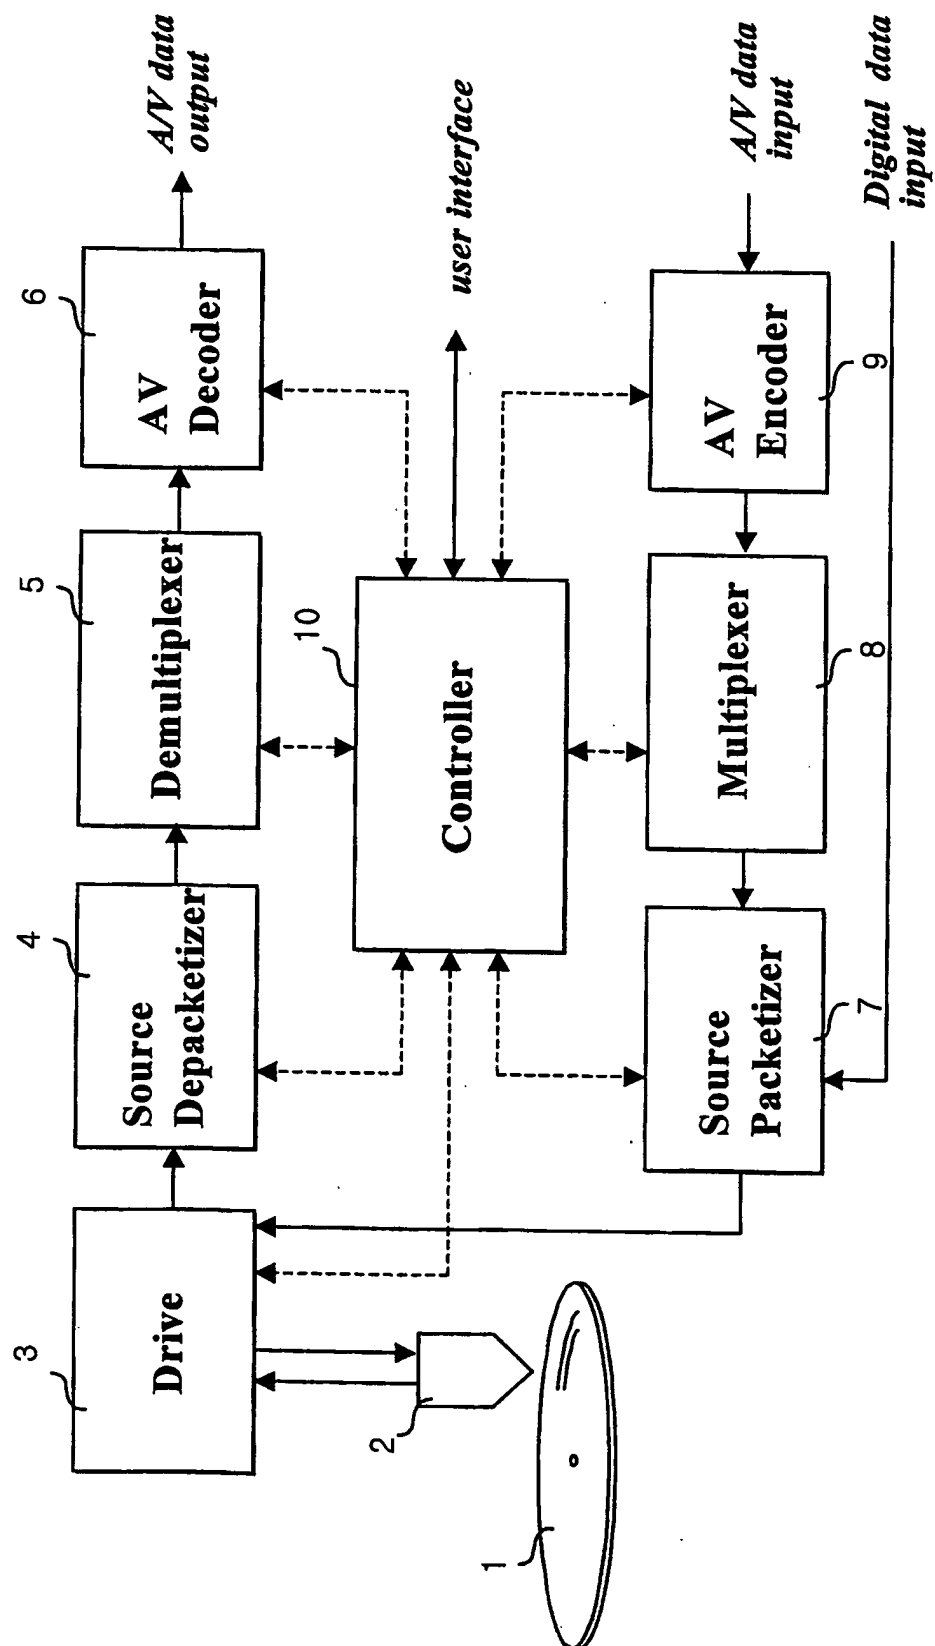 3
Drive
4
Source
Depacketizer
5
Demultiplexer
6
AV
Decoder
A/V data
output
10
Controller
user interface
2
1
Source
Packetizer
7
Multiplexer
8
AV
Encoder
9
A/V data
input
Digital data
input